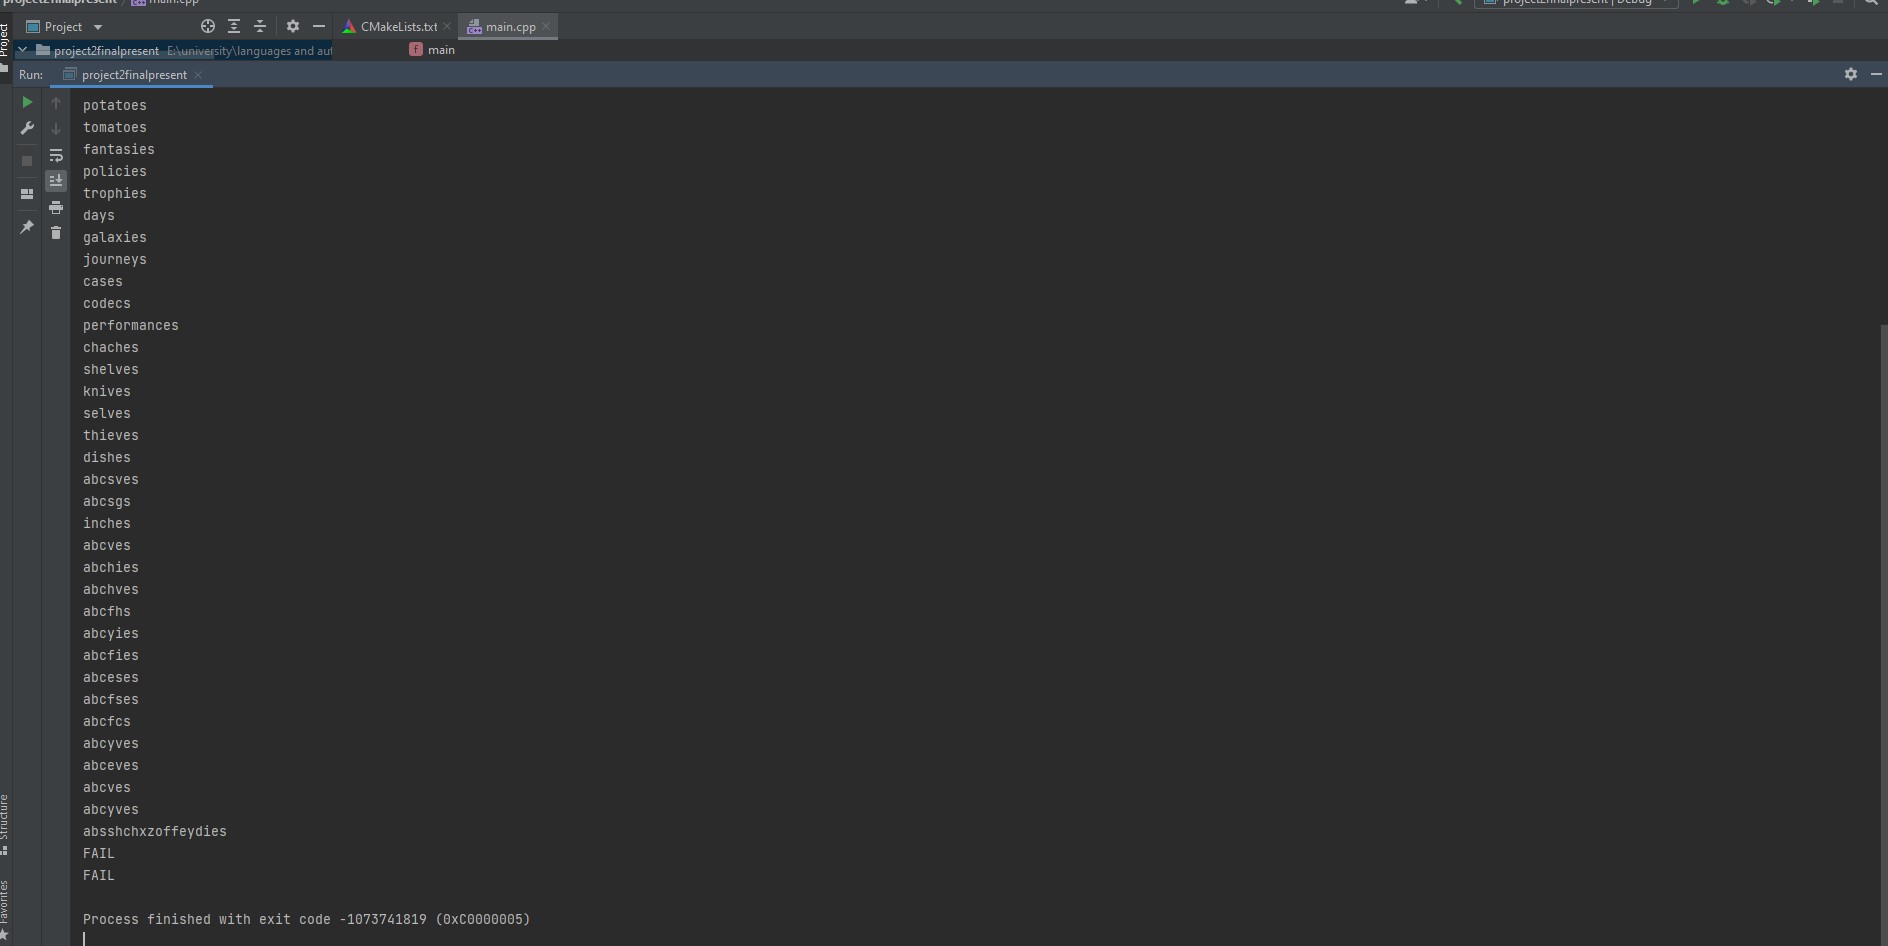 project2finalpresent main.cpp project2finalpresent | Debug
Project CMakeLists.txt main.cpp
project2finalpresent E:\university\languages and aut main
Run: project2finalpresent
potatoes
tomatoes
fantasies
policies
trophies
days
galaxies
journeys
cases
codecs
performances
chaches
shelves
knives
selves
thieves
dishes
abcsves
abcsgs
inches
abcves
abchies
abchves
abcfhs
abcyies
abcfies
abceses
abcfses
abcfcs
abcyves
abceves
abcves
abcyves
absshchxzoffeydies
FAIL
FAIL
Process finished with exit code -1073741819 (0xC0000005)
Project
Structure
Favorites